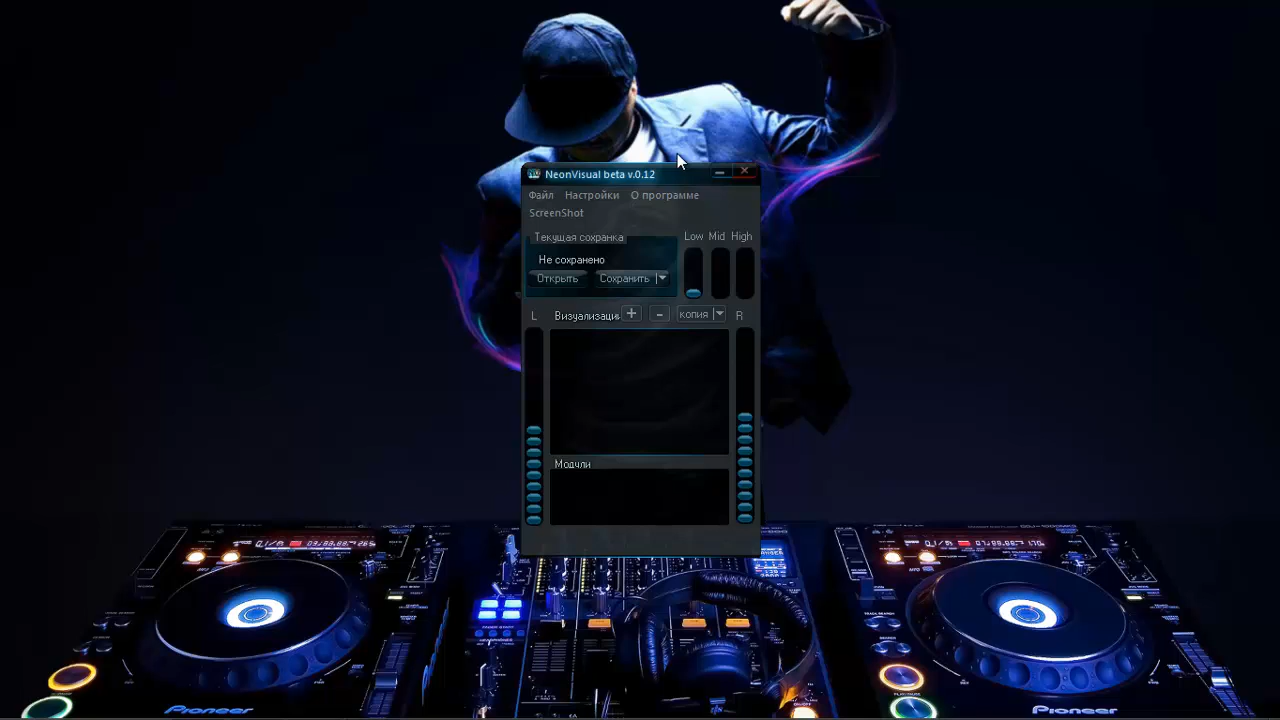 NeonVisual beta v.0.12
Файл Настройки О программе
ScreenShot
Текущая сохранка
Low Mid High
Не сохранено
Открыть Сохранить
L Визуализаци + - копия R
Модули
Pioneer
Pioneer